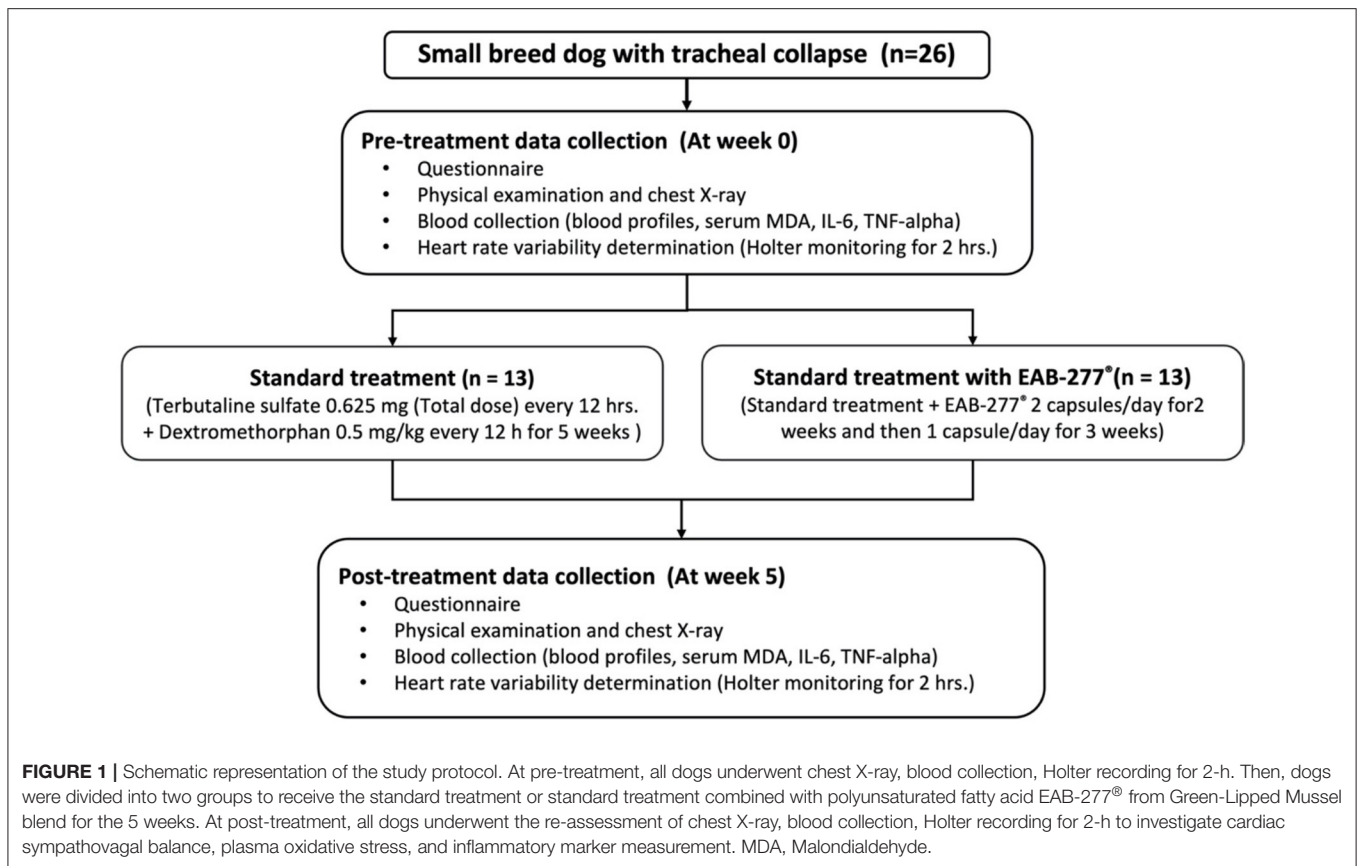 Small breed dog with tracheal collapse (n=26)
Pre-treatment data collection (At week 0)
• Questionnaire
• Physical examination and chest X-ray
• Blood collection (blood profiles, serum MDA, IL-6, TNF-alpha)
• Heart rate variability determination (Holter monitoring for 2 hrs.)
Standard treatment (n = 13)
(Terbutaline sulfate 0.625 mg (Total dose) every 12 hrs.
+ Dextromethorphan 0.5 mg/kg every 12 h for 5 weeks )
Standard treatment with EAB-277®(n = 13)
(Standard treatment + EAB-277® 2 capsules/day for2
weeks and then 1 capsule/day for 3 weeks)
Post-treatment data collection (At week 5)
• Questionnaire
• Physical examination and chest X-ray
• Blood collection (blood profiles, serum MDA, IL-6, TNF-alpha)
• Heart rate variability determination (Holter monitoring for 2 hrs.)
FIGURE 1 | Schematic representation of the study protocol. At pre-treatment, all dogs underwent chest X-ray, blood collection, Holter recording for 2-h. Then, dogs
were divided into two groups to receive the standard treatment or standard treatment combined with polyunsaturated fatty acid EAB-277® from Green-Lipped Mussel
blend for the 5 weeks. At post-treatment, all dogs underwent the re-assessment of chest X-ray, blood collection, Holter recording for 2-h to investigate cardiac
sympathovagal balance, plasma oxidative stress, and inflammatory marker measurement. MDA, Malondialdehyde.